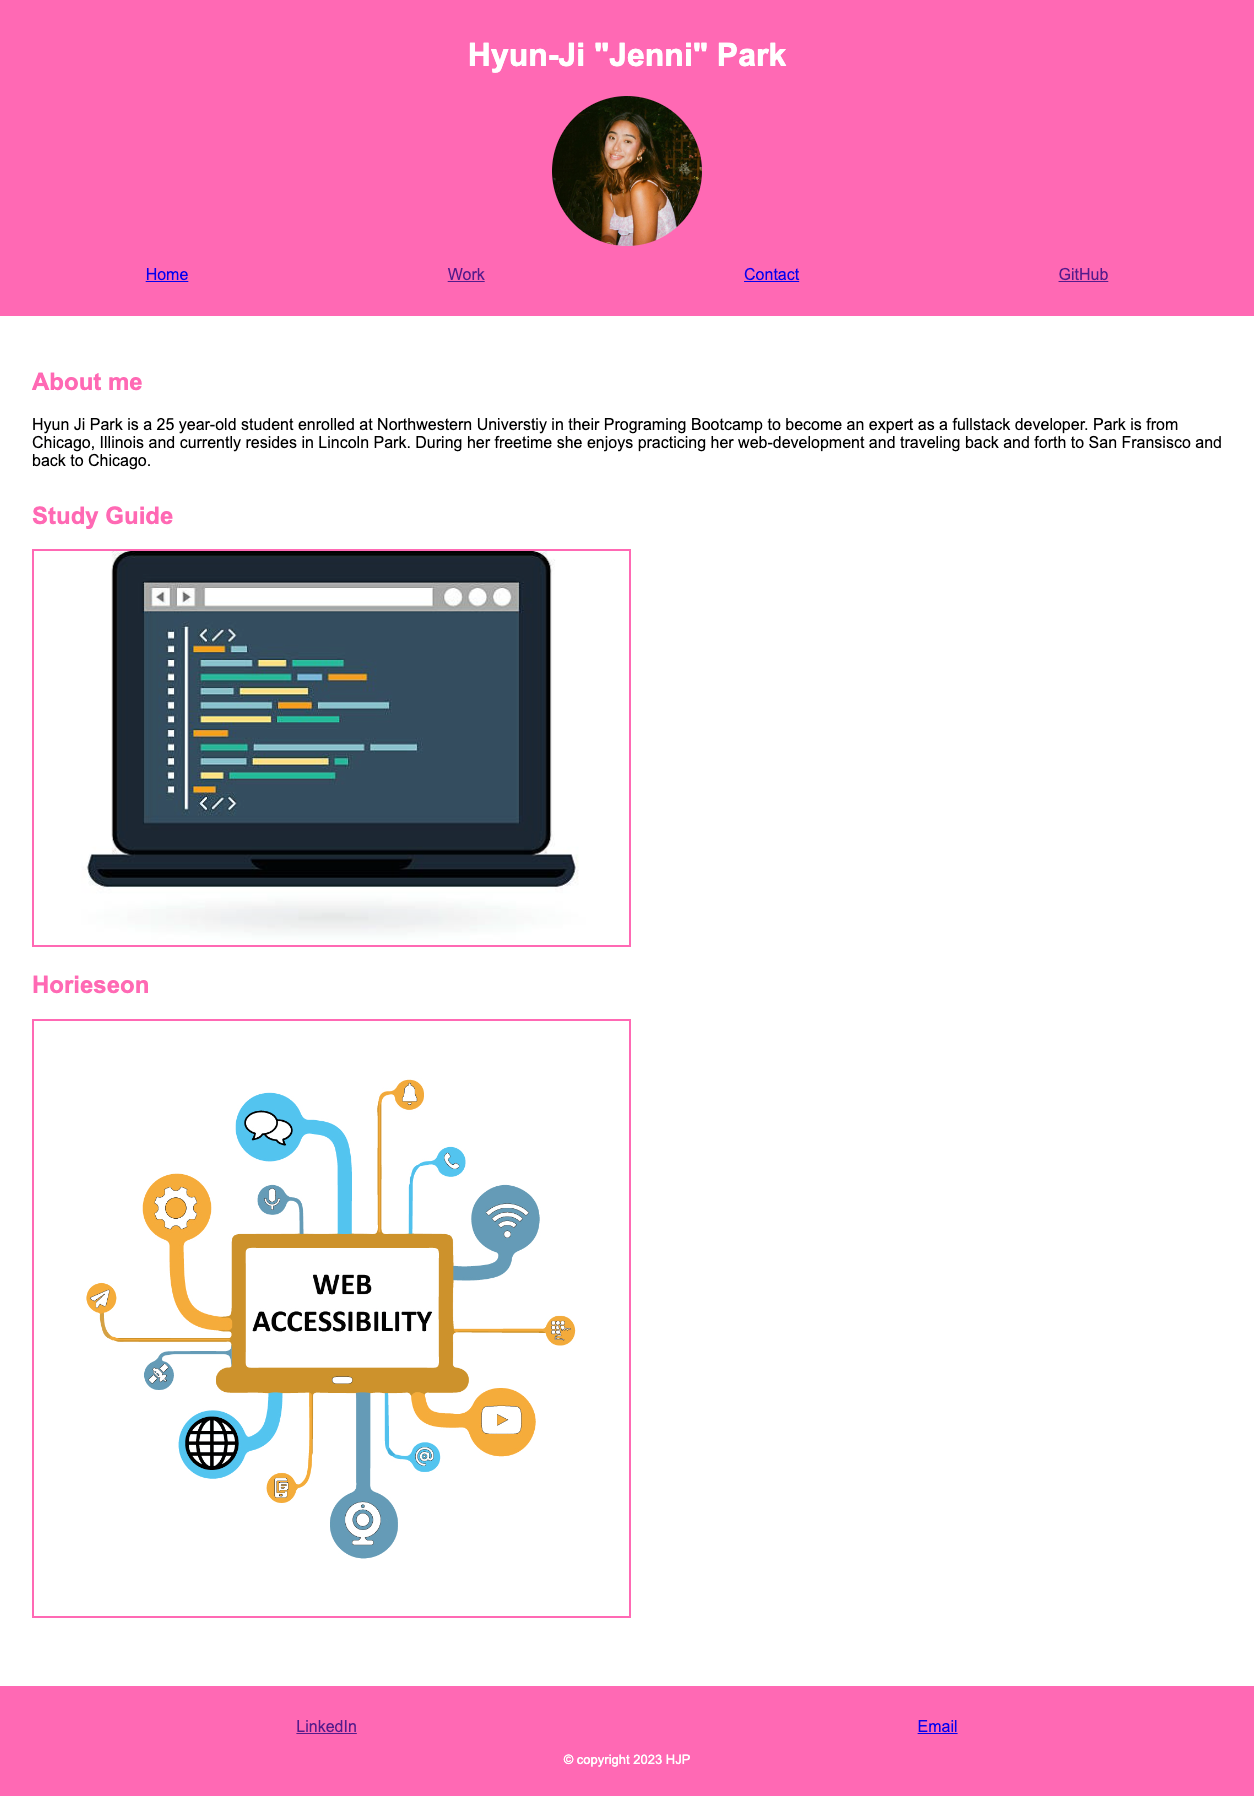 Hyun-Ji "Jenni" Park
Home Work Contact GitHub
About me
Hyun Ji Park is a 25 year-old student enrolled at Northwestern Universtiy in their Programing Bootcamp to become an expert as a fullstack developer. Park is from
Chicago, Illinois and currently resides in Lincoln Park. During her freetime she enjoys practicing her web-development and traveling back and forth to San Fransisco and
back to Chicago.
Study Guide
</>
</>
Horieseon
WEB
ACCESSIBILITY
@
LinkedIn Email
© copyright 2023 HJP